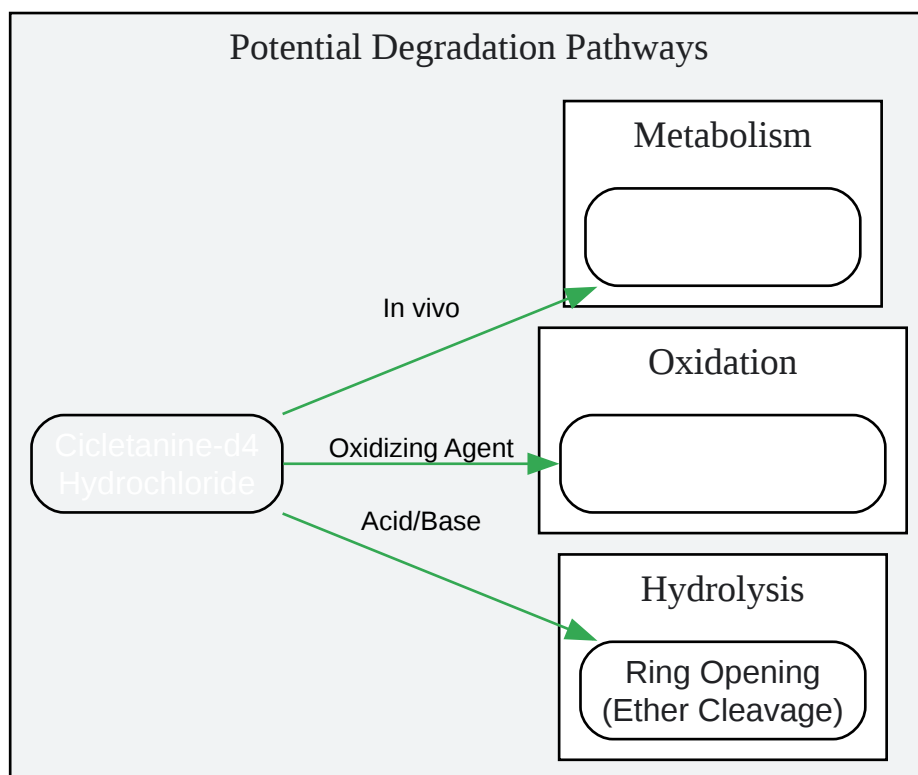 Potential Degradation Pathways
Metabolism
In vivo
Oxidation
Cicletanine-d4
Hydrochloride
Oxidizing Agent
Acid/Base
Hydrolysis
Ring Opening
(Ether Cleavage)